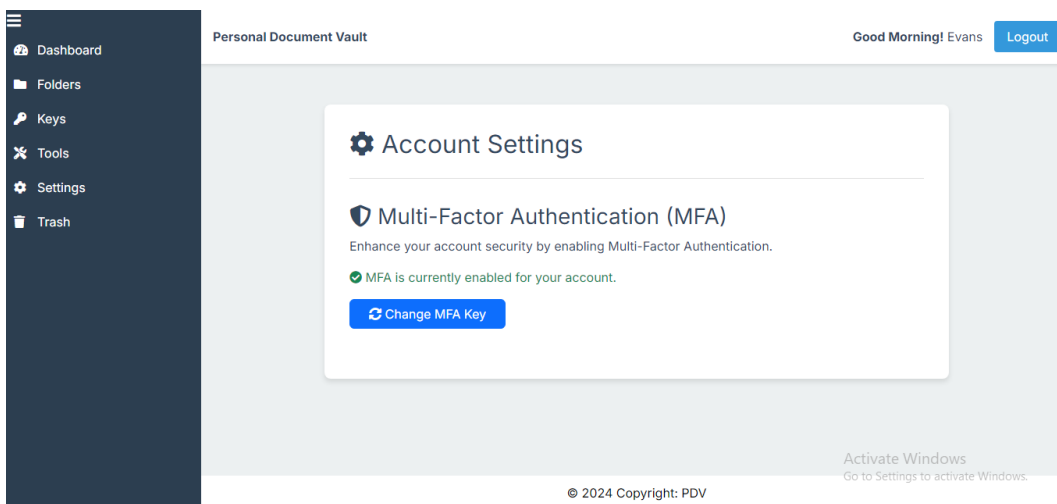 Dashboard
Folders
Keys
Tools
Settings
Trash
Personal Document Vault
Good Morning! Evans
Logout
Account Settings
Multi-Factor Authentication (MFA)
Enhance your account security by enabling Multi-Factor Authentication.
MFA is currently enabled for your account.
Change MFA Key
Activate Windows
Go to Settings to activate Windows.
© 2024 Copyright: PDV